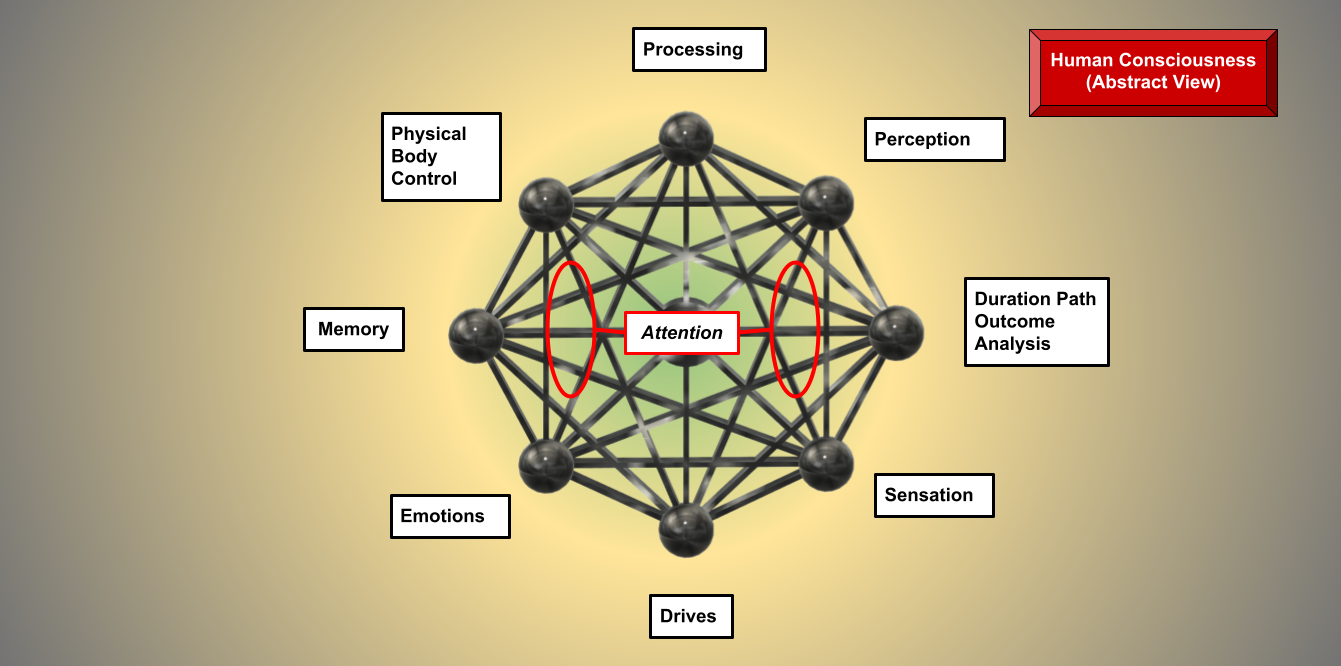 Processing
Human Consciousness
(Abstract View)
Physical
Body
Control
Perception
Memory
Attention
Duration Path
Outcome
Analysis
Emotions
Sensation
Drives